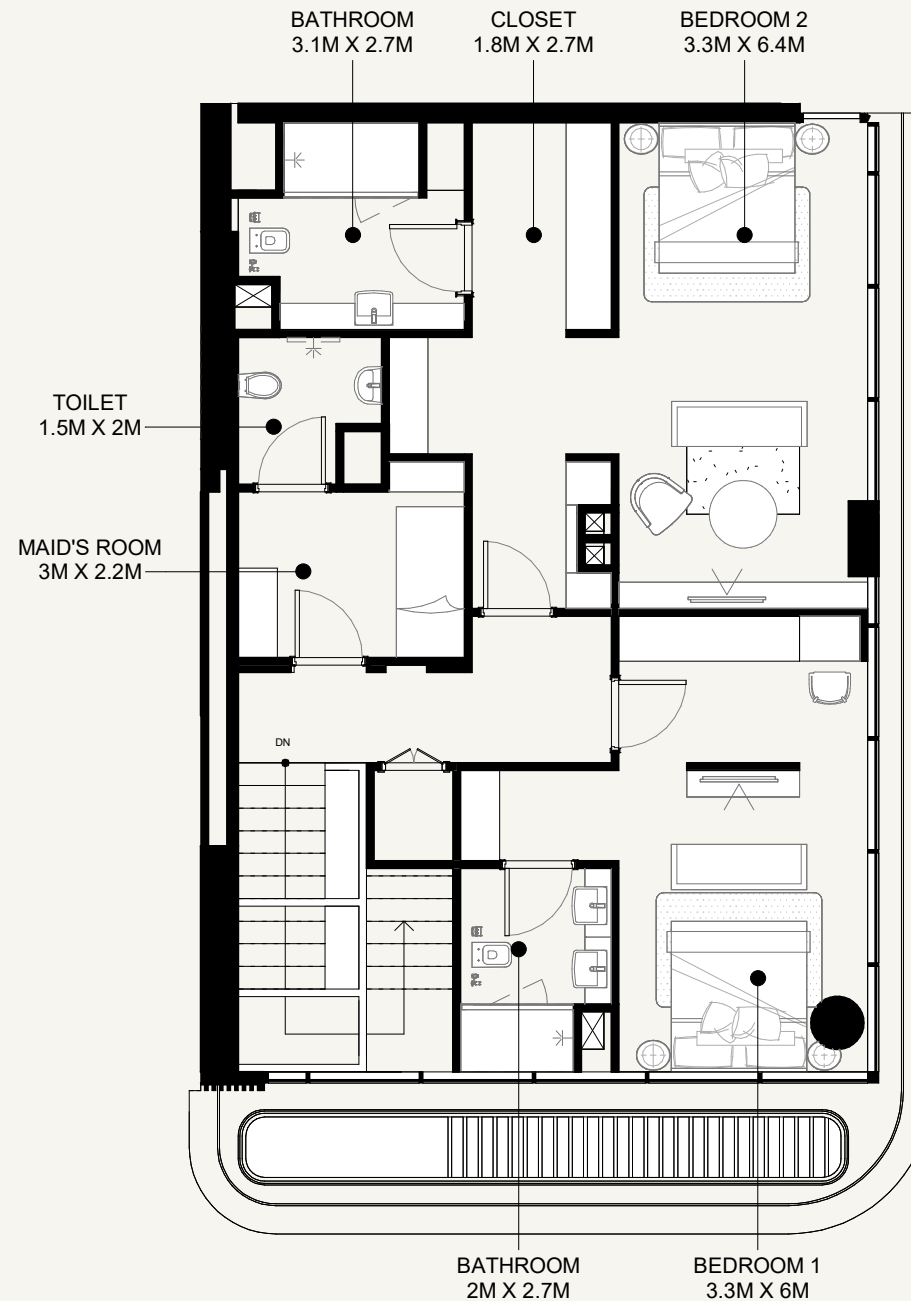 BATHROOM
3.1M X 2.7M
CLOSET
1.8M X 2.7M
BEDROOM 2
3.3M X 6.4M
TOILET
1.5M X 2M
MAID'S ROOM
3M X 2.2M
DN
BATHROOM
2M X 2.7M
BEDROOM 1
3.3M X 6M